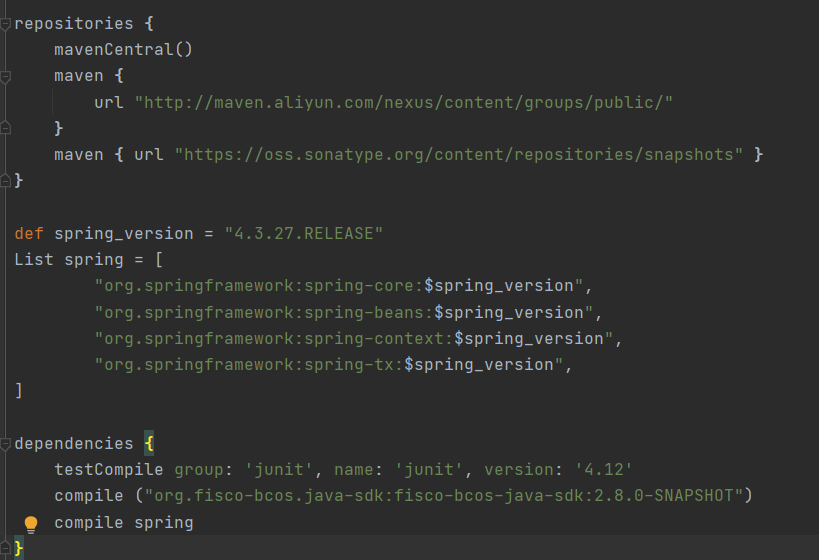 repositories {
    mavenCentral()
    maven {
        url "http://maven.aliyun.com/nexus/content/groups/public/"
    }
    maven { url "https://oss.sonatype.org/content/repositories/snapshots" }
}
def spring_version = "4.3.27.RELEASE"
List spring = [
        "org.springframework:spring-core:$spring_version",
        "org.springframework:spring-beans:$spring_version",
        "org.springframework:spring-context:$spring_version",
        "org.springframework:spring-tx:$spring_version",
]
dependencies {
    testCompile group: 'junit', name: 'junit', version: '4.12'
    compile ("org.fisco-bcos.java-sdk:fisco-bcos-java-sdk:2.8.0-SNAPSHOT")
    compile spring
}